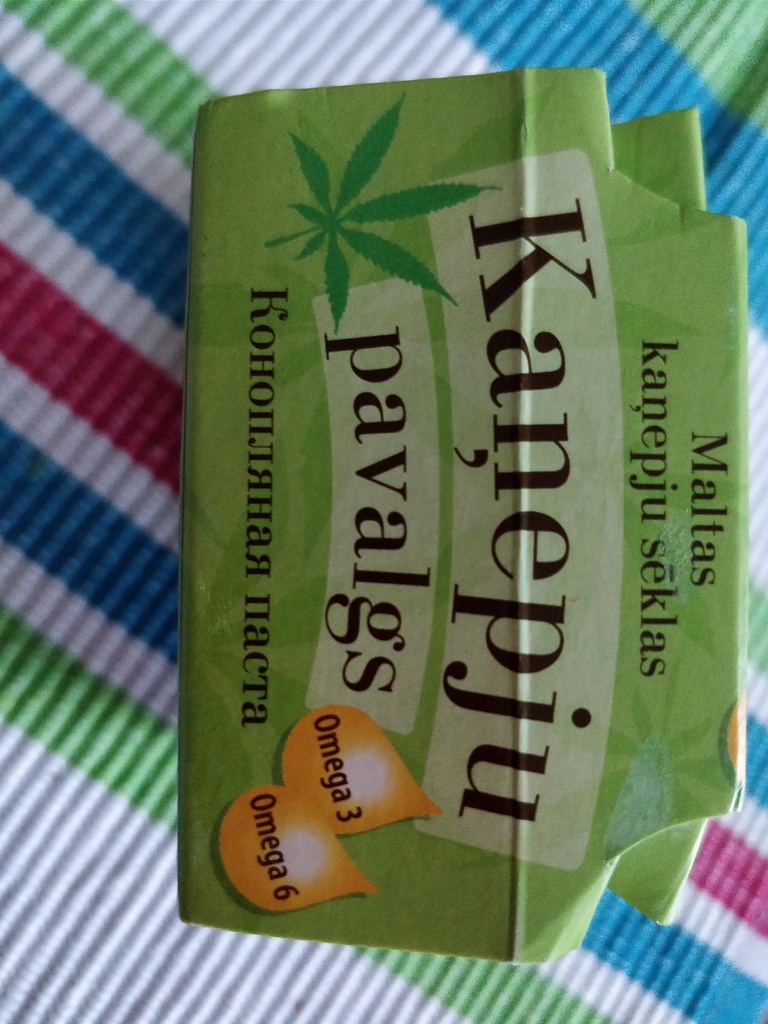 Maltas
kaņepju sēklas
Kaņepju
pavalgs
Конопляная паста
Omega 3
Omega 6